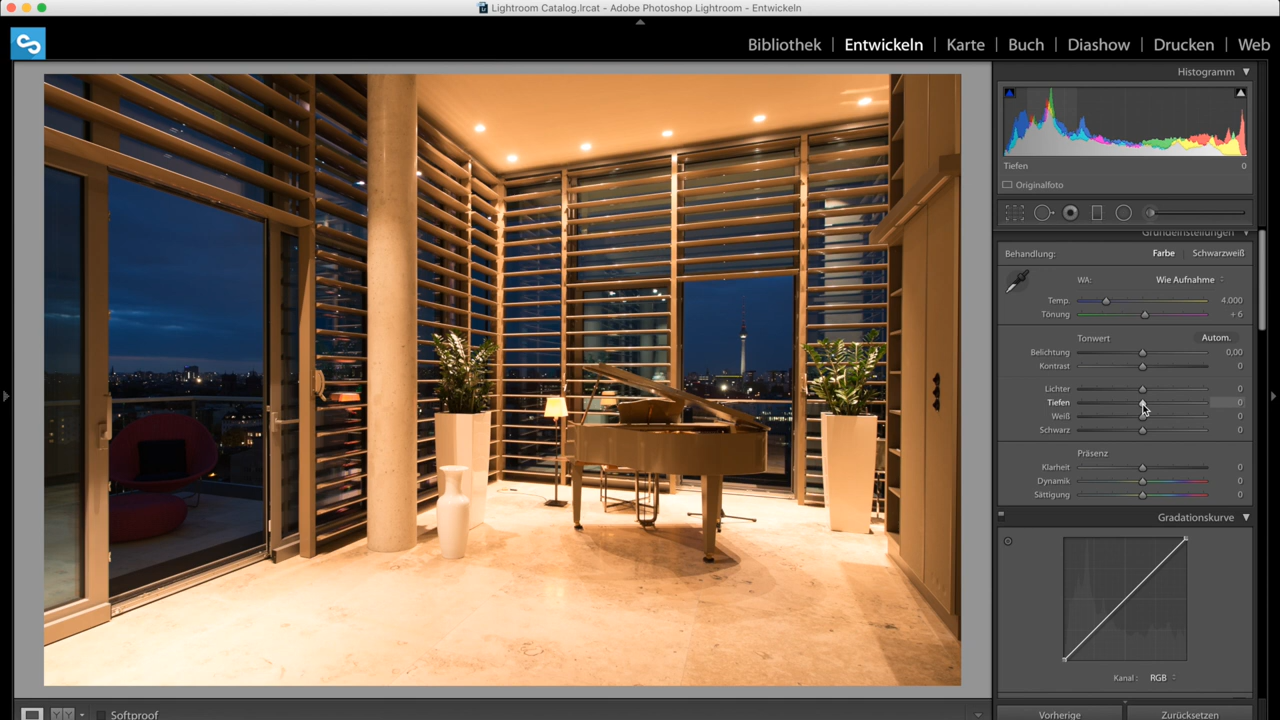 Lightroom Catalog.lrcat - Adobe Photoshop Lightroom - Entwickeln
Bibliothek | Entwickeln | Karte | Buch | Diashow | Drucken | Web
Histogramm
Tiefen 0
Originalfoto
Grundeinstellungen
Behandlung: Farbe Schwarzweiß
WA: Wie Aufnahme
Temp. 4.000
Tönung + 6
Tonwert Autom.
Belichtung 0,00
Kontrast 0
Lichter 0
Tiefen 0
Weiß 0
Schwarz 0
Präsenz
Klarheit 0
Dynamik 0
Sättigung 0
Gradationskurve
Kanal : RGB
Softproof
Vorherige Zurücksetzen